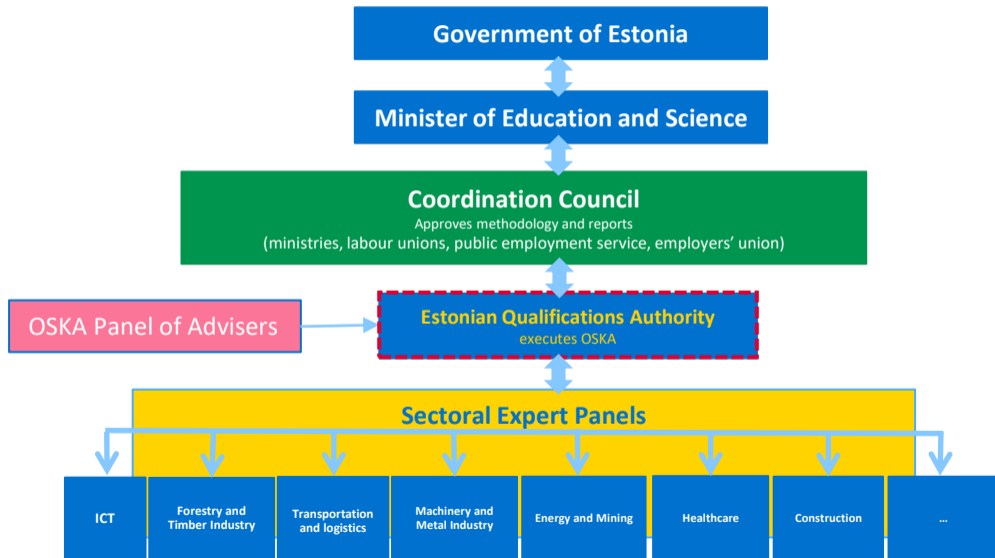 Government of Estonia
Minister of Education and Science
Coordination Council
Approves methodology and reports
(ministries, labour unions, public employment service, employers’ union)
OSKA Panel of Advisers
Estonian Qualifications Authority
executes OSKA
Sectoral Expert Panels
ICT
Forestry and
Timber Industry
Transportation
and logistics
Machinery and
Metal Industry
Energy and Mining
Healthcare
Construction
...